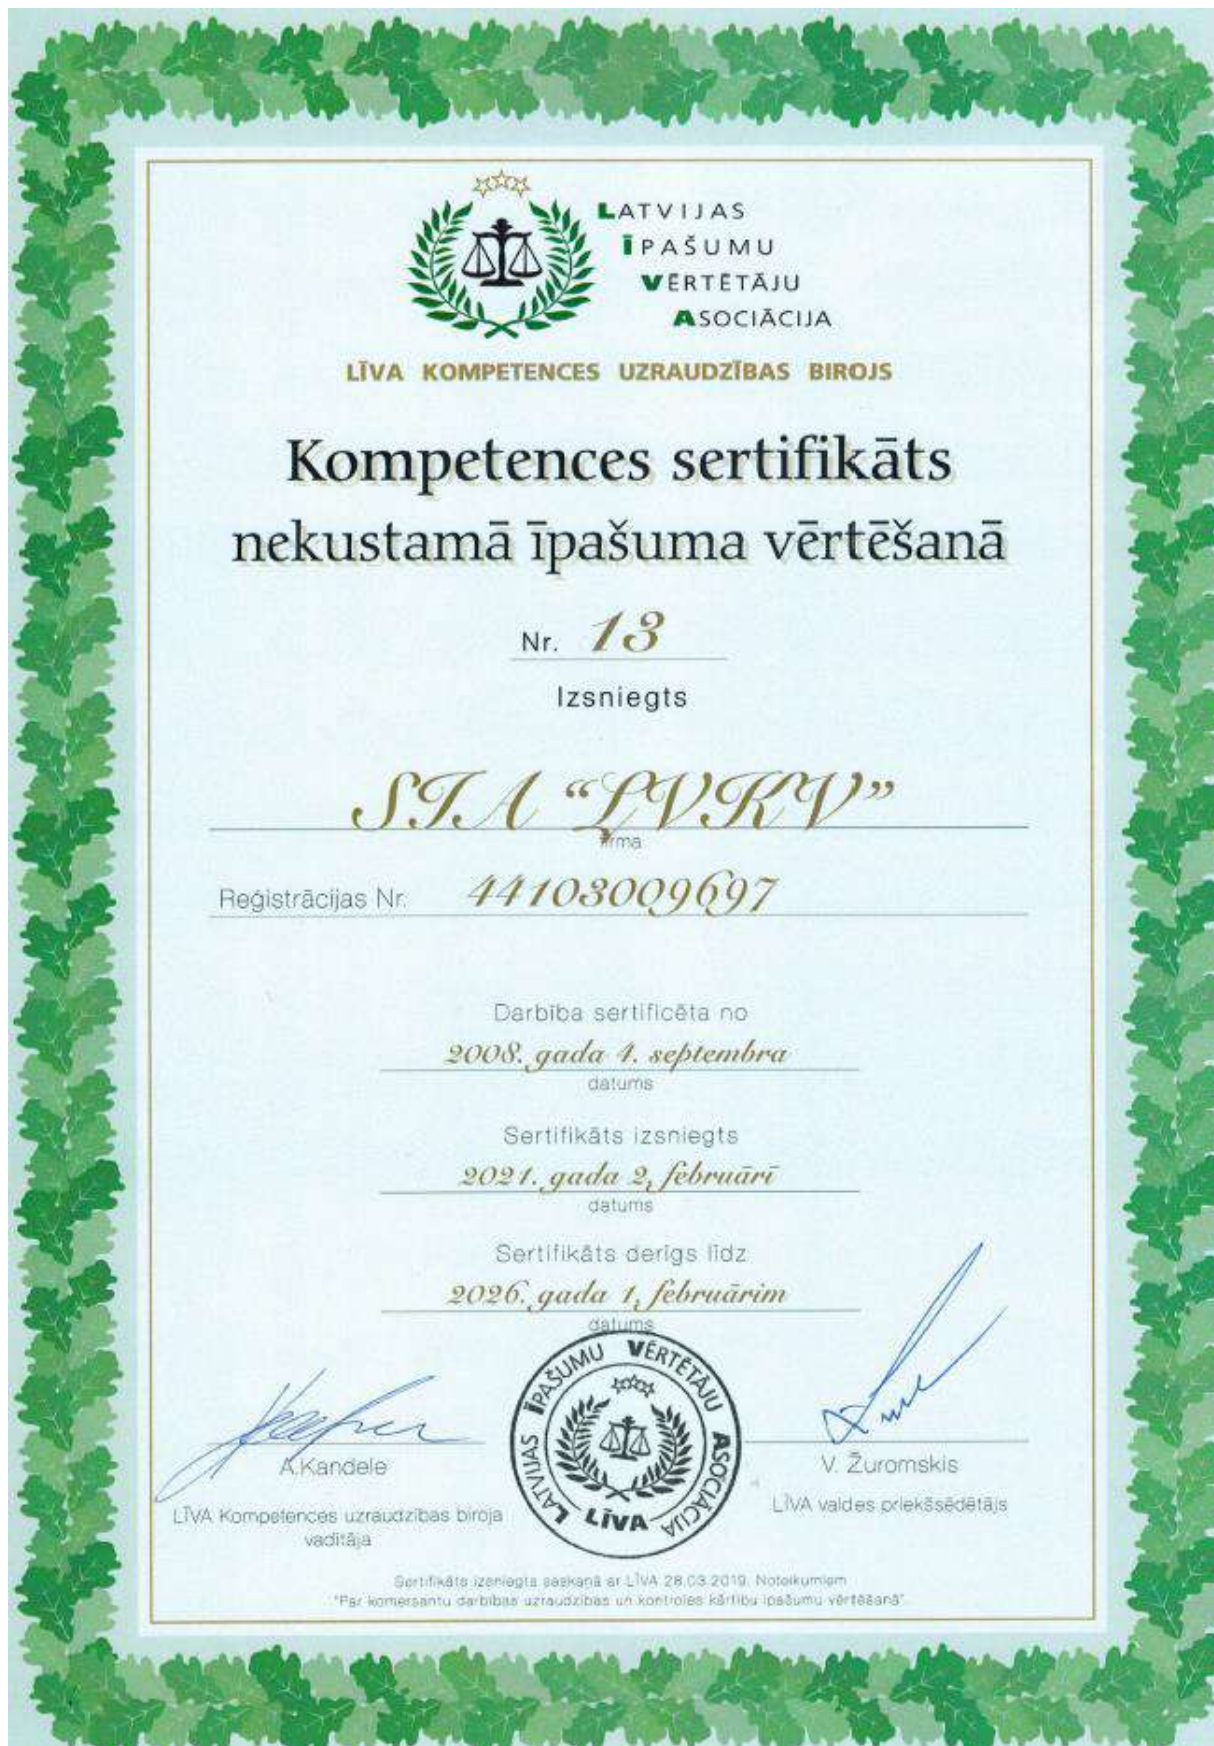 LATVIJAS
ĪPAŠUMU
VĒRTĒTĀJU
ASOCIĀCIJA
LĪVA KOMPETENCES UZRAUDZĪBAS BIROJS
Kompetences sertifikāts
nekustamā īpašuma vērtēšanā
Nr. 13
Izsniegts
SIA “ĻVKV”
firma
Reģistrācijas Nr. 44103009697
Darbība sertificēta no
2008. gada 4. septembra
datums
Sertifikāts izsniegts
2021. gada 2. februārī
datums
Sertifikāts derīgs līdz
2026. gada 1. februārim
datums
LATVIJAS ĪPAŠUMU VĒRTĒTĀJU ASOCIĀCIJA
LĪVA
A.Kandele
LĪVA Kompetences uzraudzības biroja
vadītāja
V. Žuromskis
LĪVA valdes priekšsēdētājs
Sertifikāts izsniegts saskaņā ar LĪVA 28.03.2019. Noteikumiem
"Par komersantu darbības uzraudzības un kontroles kārtību īpašumu vērtēšanā".